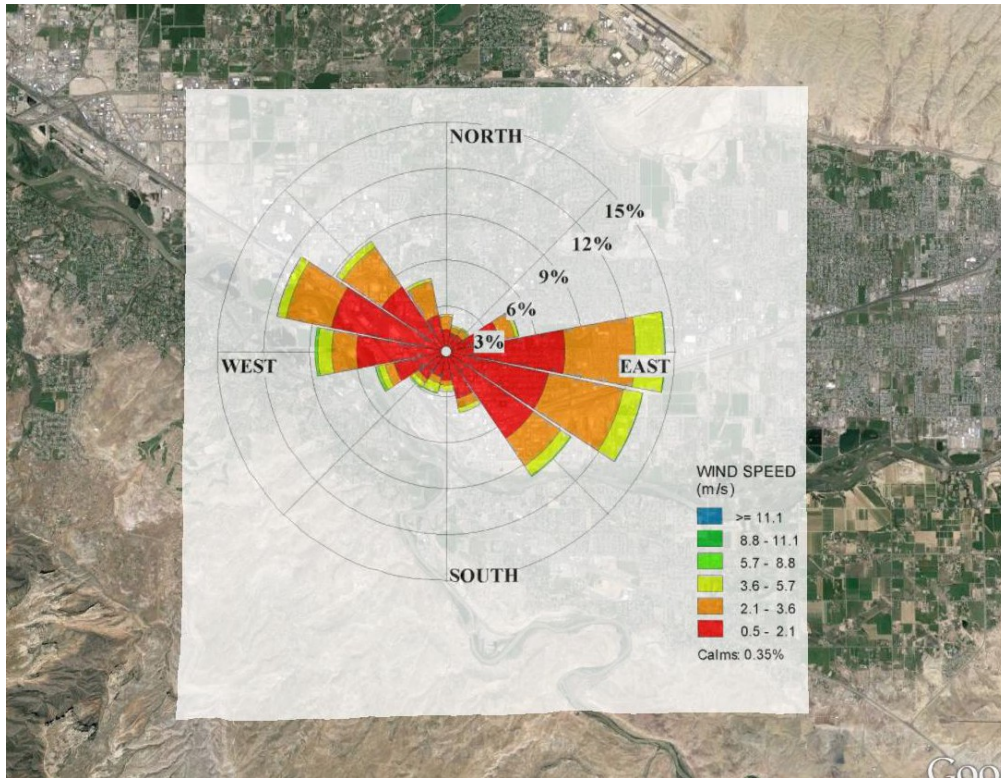 NORTH
15%
12%
9%
6%
3%
WEST
EAST
SOUTH
WIND SPEED
(m/s)
>= 11.1
8.8 - 11.1
5.7 - 8.8
3.6 - 5.7
2.1 - 3.6
0.5 - 2.1
Calms: 0.35%
Goo